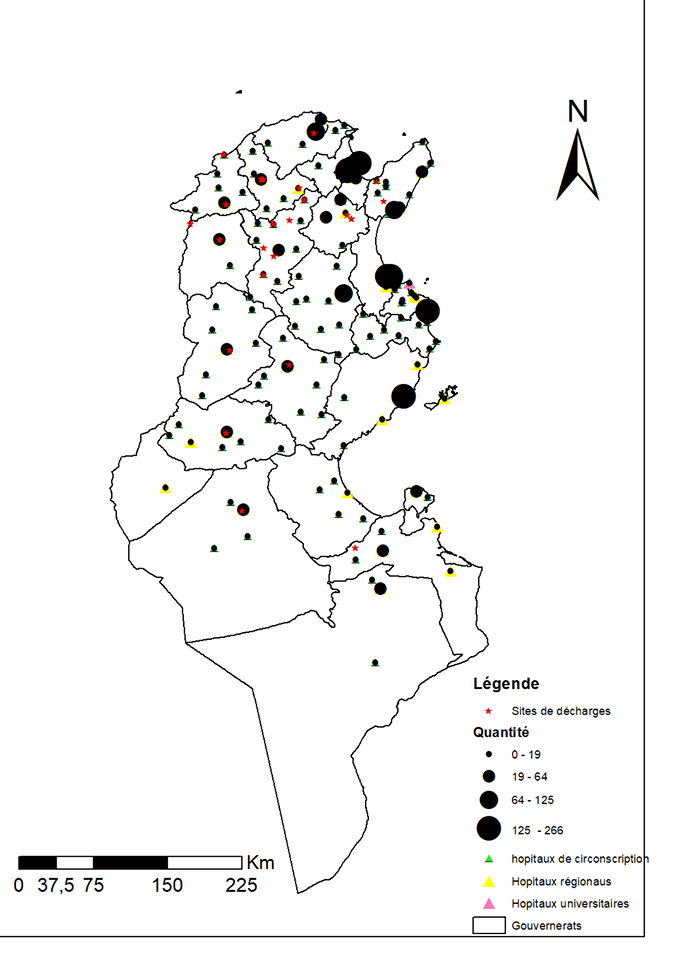 N
Légende
Sites de décharges
Quantité
0 - 19
19 - 64
64 - 125
125 - 266
hopitaux de circonscription
Hopitaux régionaus
Hopitaux universitaires
Gouvernerats
Km
0 37,5 75 150 225